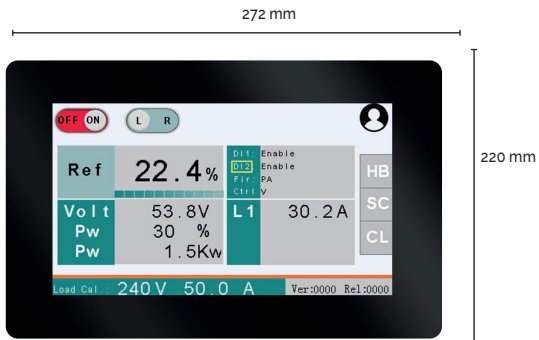 272 mm
220 mm
OFF ON
L R
Ref 22.4%
DI1: Enable
DI2 Enable
Fir: PA
Ctrl V
HB
SC
CL
Volt 53.8V
Pw 30 %
Pw 1.5Kw
L1 30.2A
Load Cal.: 240V 50.0 A
Ver:0000 Rel:0000